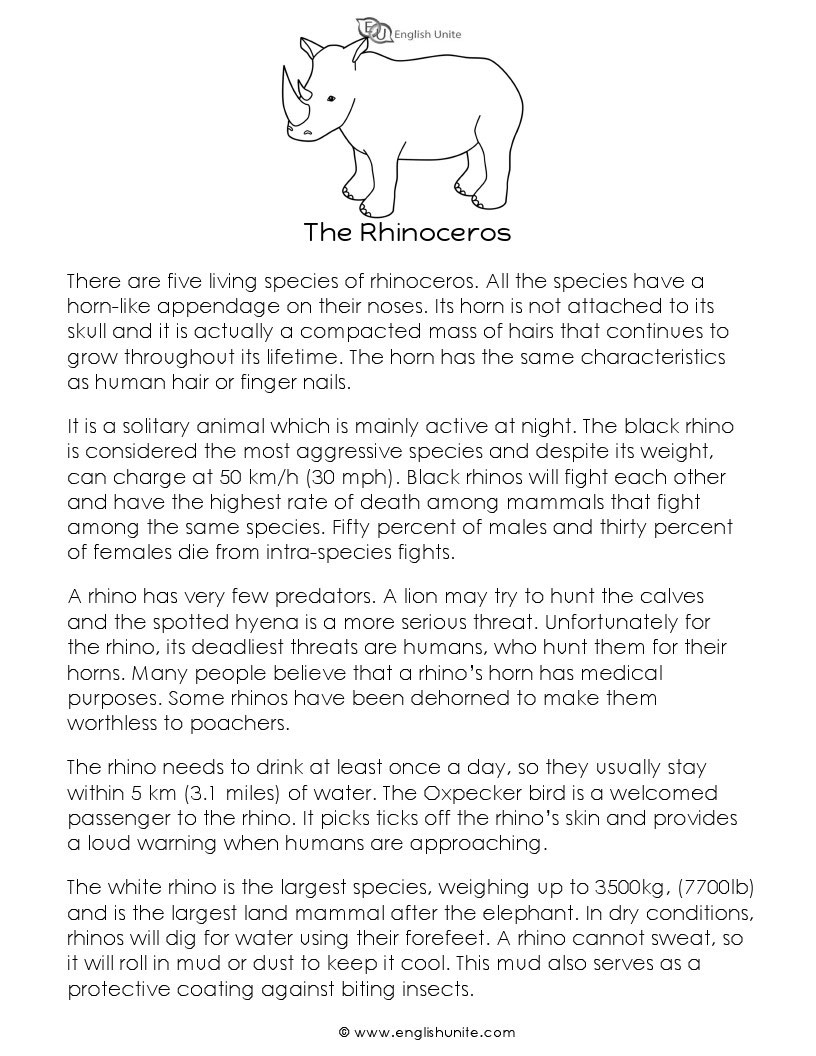 EU English Unite
The Rhinoceros
There are five living species of rhinoceros. All the species have a
horn-like appendage on their noses. Its horn is not attached to its
skull and it is actually a compacted mass of hairs that continues to
grow throughout its lifetime. The horn has the same characteristics
as human hair or finger nails.
It is a solitary animal which is mainly active at night. The black rhino
is considered the most aggressive species and despite its weight,
can charge at 50 km/h (30 mph). Black rhinos will fight each other
and have the highest rate of death among mammals that fight
among the same species. Fifty percent of males and thirty percent
of females die from intra-species fights.
A rhino has very few predators. A lion may try to hunt the calves
and the spotted hyena is a more serious threat. Unfortunately for
the rhino, its deadliest threats are humans, who hunt them for their
horns. Many people believe that a rhino's horn has medical
purposes. Some rhinos have been dehorned to make them
worthless to poachers.
The rhino needs to drink at least once a day, so they usually stay
within 5 km (3.1 miles) of water. The Oxpecker bird is a welcomed
passenger to the rhino. It picks ticks off the rhino's skin and provides
a loud warning when humans are approaching.
The white rhino is the largest species, weighing up to 3500kg, (7700lb)
and is the largest land mammal after the elephant. In dry conditions,
rhinos will dig for water using their forefeet. A rhino cannot sweat, so
it will roll in mud or dust to keep it cool. This mud also serves as a
protective coating against biting insects.
© www.englishunite.com